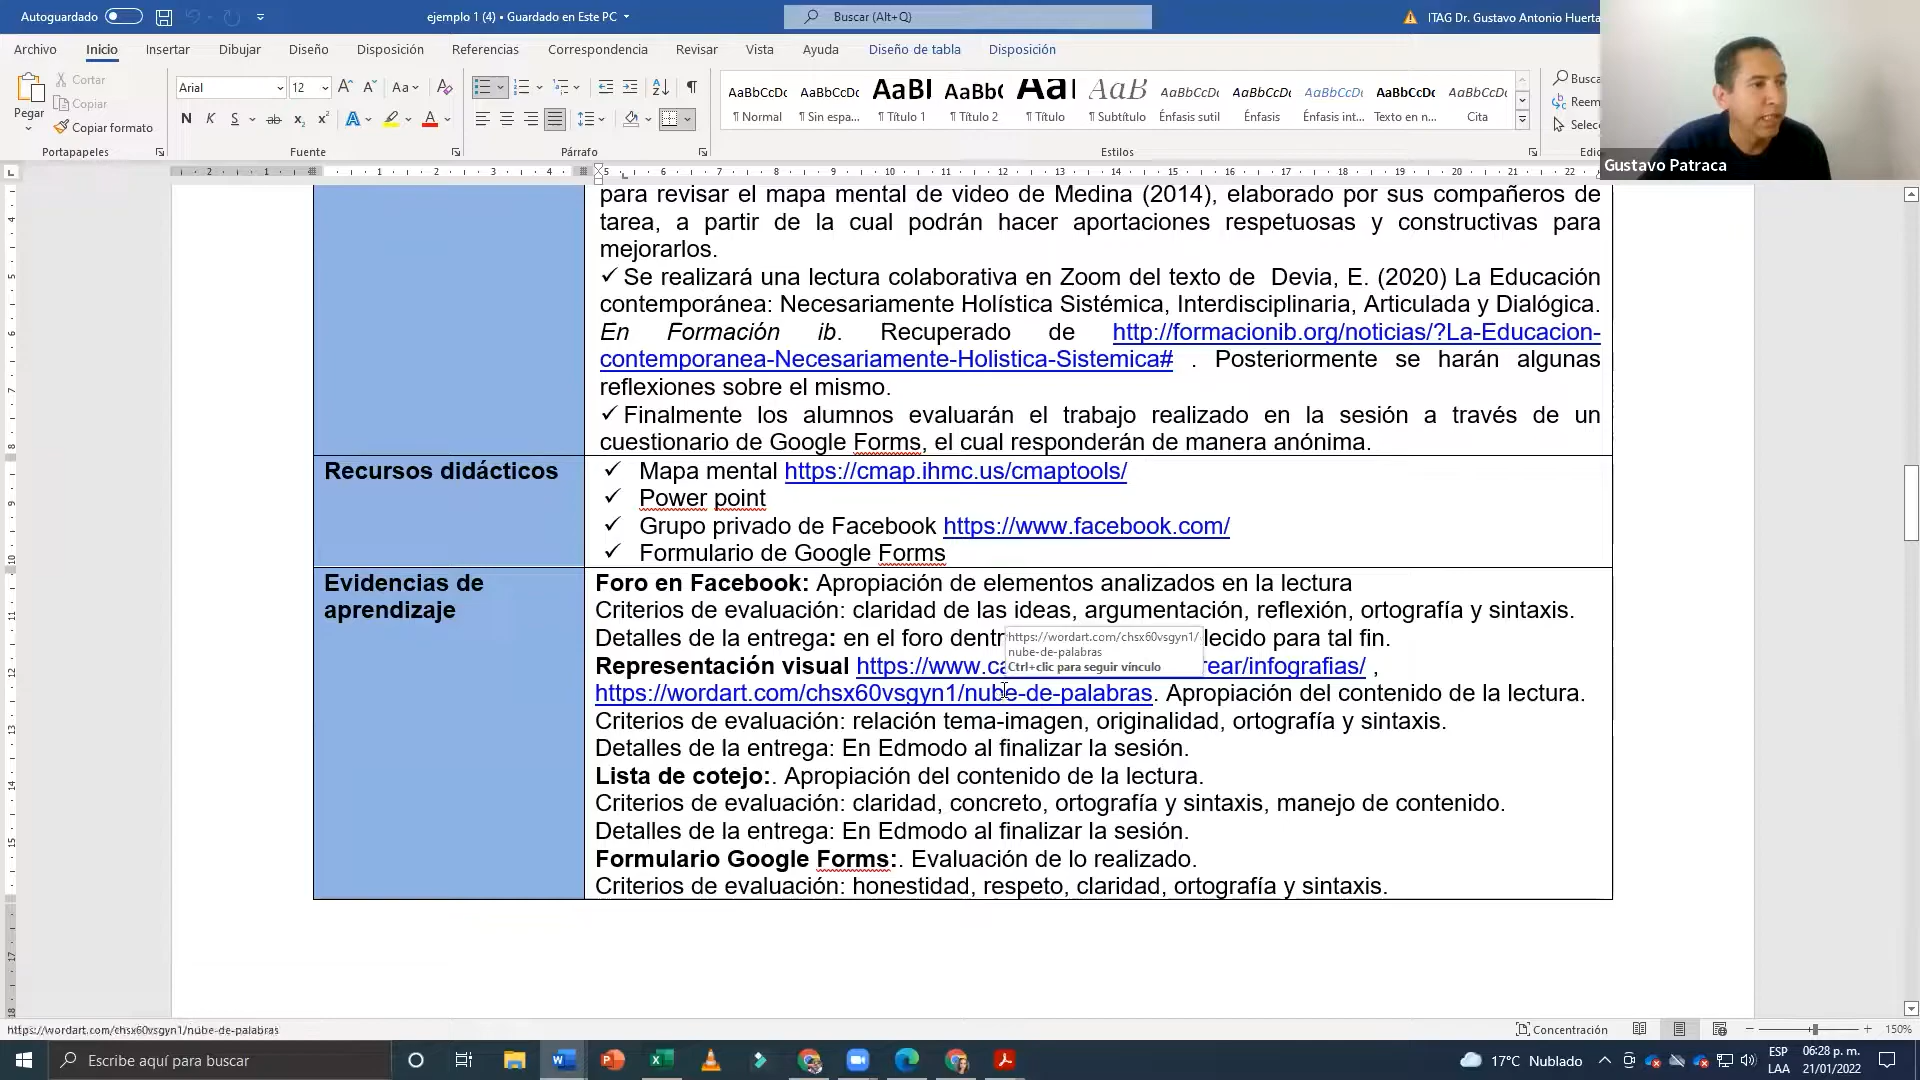 Autoguardado
ejemplo 1 (4) • Guardado en Este PC
Buscar (Alt+Q)
ITAG Dr. Gustavo Antonio Huerta
Archivo Inicio Insertar Dibujar Diseño Disposición Referencias Correspondencia Revisar Vista Ayuda Diseño de tabla Disposición
Pegar
Cortar
Copiar
Copiar formato
Portapapeles
Arial 12
Fuente
Párrafo
AaBbCcDc AaBbCcDc AaBI AaBbC AaI AaB AaBbCcDc AaBbCcDc AaBbCcDc AaBbCcDc AaBbCcDc
¶ Normal ¶ Sin espa... ¶ Título 1 ¶ Título 2 ¶ Título ¶ Subtítulo Énfasis sutil Énfasis Énfasis int... Texto en n... Cita
Estilos
Busca
Reem
Selec
Edic
Gustavo Patraca
para revisar el mapa mental de video de Medina (2014), elaborado por sus compañeros de
tarea, a partir de la cual podrán hacer aportaciones respetuosas y constructivas para
mejorarlos.
✓ Se realizará una lectura colaborativa en Zoom del texto de Devia, E. (2020) La Educación
contemporánea: Necesariamente Holística Sistémica, Interdisciplinaria, Articulada y Dialógica.
En Formación ib. Recuperado de http://formacionib.org/noticias/?La-Educacion-
contemporanea-Necesariamente-Holistica-Sistemica# . Posteriormente se harán algunas
reflexiones sobre el mismo.
✓ Finalmente los alumnos evaluarán el trabajo realizado en la sesión a través de un
cuestionario de Google Forms, el cual responderán de manera anónima.
Recursos didácticos
✓ Mapa mental https://cmap.ihmc.us/cmaptools/
✓ Power point
✓ Grupo privado de Facebook https://www.facebook.com/
✓ Formulario de Google Forms
Evidencias de
aprendizaje
Foro en Facebook: Apropiación de elementos analizados en la lectura
Criterios de evaluación: claridad de las ideas, argumentación, reflexión, ortografía y sintaxis.
Detalles de la entrega: en el foro dentr lecido para tal fin.
https://wordart.com/chsx60vsgyn1/
nube-de-palabras
Ctrl+clic para seguir vínculo
Representación visual https://www.ca rear/infografias/ ,
https://wordart.com/chsx60vsgyn1/nube-de-palabras. Apropiación del contenido de la lectura.
Criterios de evaluación: relación tema-imagen, originalidad, ortografía y sintaxis.
Detalles de la entrega: En Edmodo al finalizar la sesión.
Lista de cotejo:. Apropiación del contenido de la lectura.
Criterios de evaluación: claridad, concreto, ortografía y sintaxis, manejo de contenido.
Detalles de la entrega: En Edmodo al finalizar la sesión.
Formulario Google Forms:. Evaluación de lo realizado.
Criterios de evaluación: honestidad, respeto, claridad, ortografía y sintaxis.
https://wordart.com/chsx60vsgyn1/nube-de-palabras
Concentración
150%
Escribe aquí para buscar
17°C Nublado
ESP
LAA
06:28 p. m.
21/01/2022